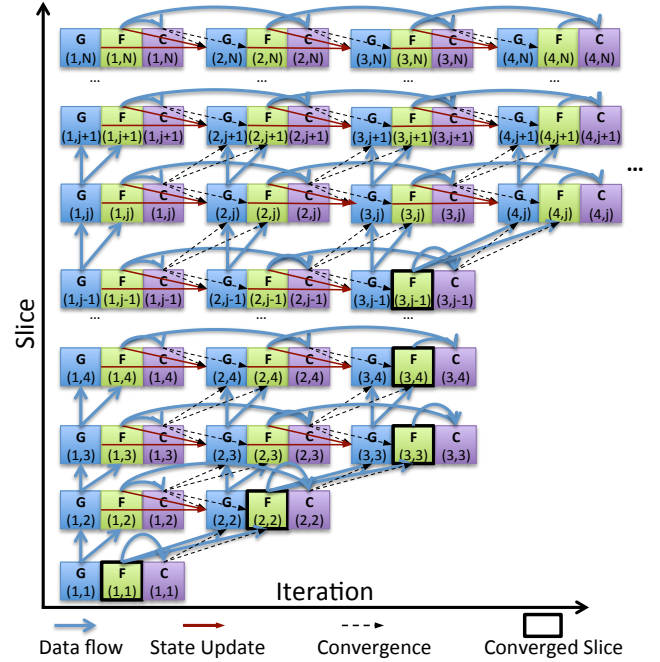 G F C G F C G F C G F C
(1,N) (1,N) (1,N) (2,N) (2,N) (2,N) (3,N) (3,N) (3,N) (4,N) (4,N) (4,N)
... ... ... ...
G F C G F C G F C G F C
(1,j+1) (1,j+1) (1,j+1) (2,j+1) (2,j+1) (2,j+1) (3,j+1) (3,j+1) (3,j+1) (4,j+1) (4,j+1) (4,j+1)
...
G F C G F C G F C G F C
(1,j) (1,j) (1,j) (2,j) (2,j) (2,j) (3,j) (3,j) (3,j) (4,j) (4,j) (4,j)
G F C G F C G F C
(1,j-1) (1,j-1) (1,j-1) (2,j-1) (2,j-1) (2,j-1) (3,j-1) (3,j-1) (3,j-1)
... ... ...
G F C G F C G F C
(1,4) (1,4) (1,4) (2,4) (2,4) (2,4) (3,4) (3,4) (3,4)
G F C G F C G F C
(1,3) (1,3) (1,3) (2,3) (2,3) (2,3) (3,3) (3,3) (3,3)
G F C G F C
(1,2) (1,2) (1,2) (2,2) (2,2) (2,2)
G F C
(1,1) (1,1) (1,1)
Slice
Iteration
Data flow State Update Convergence Converged Slice